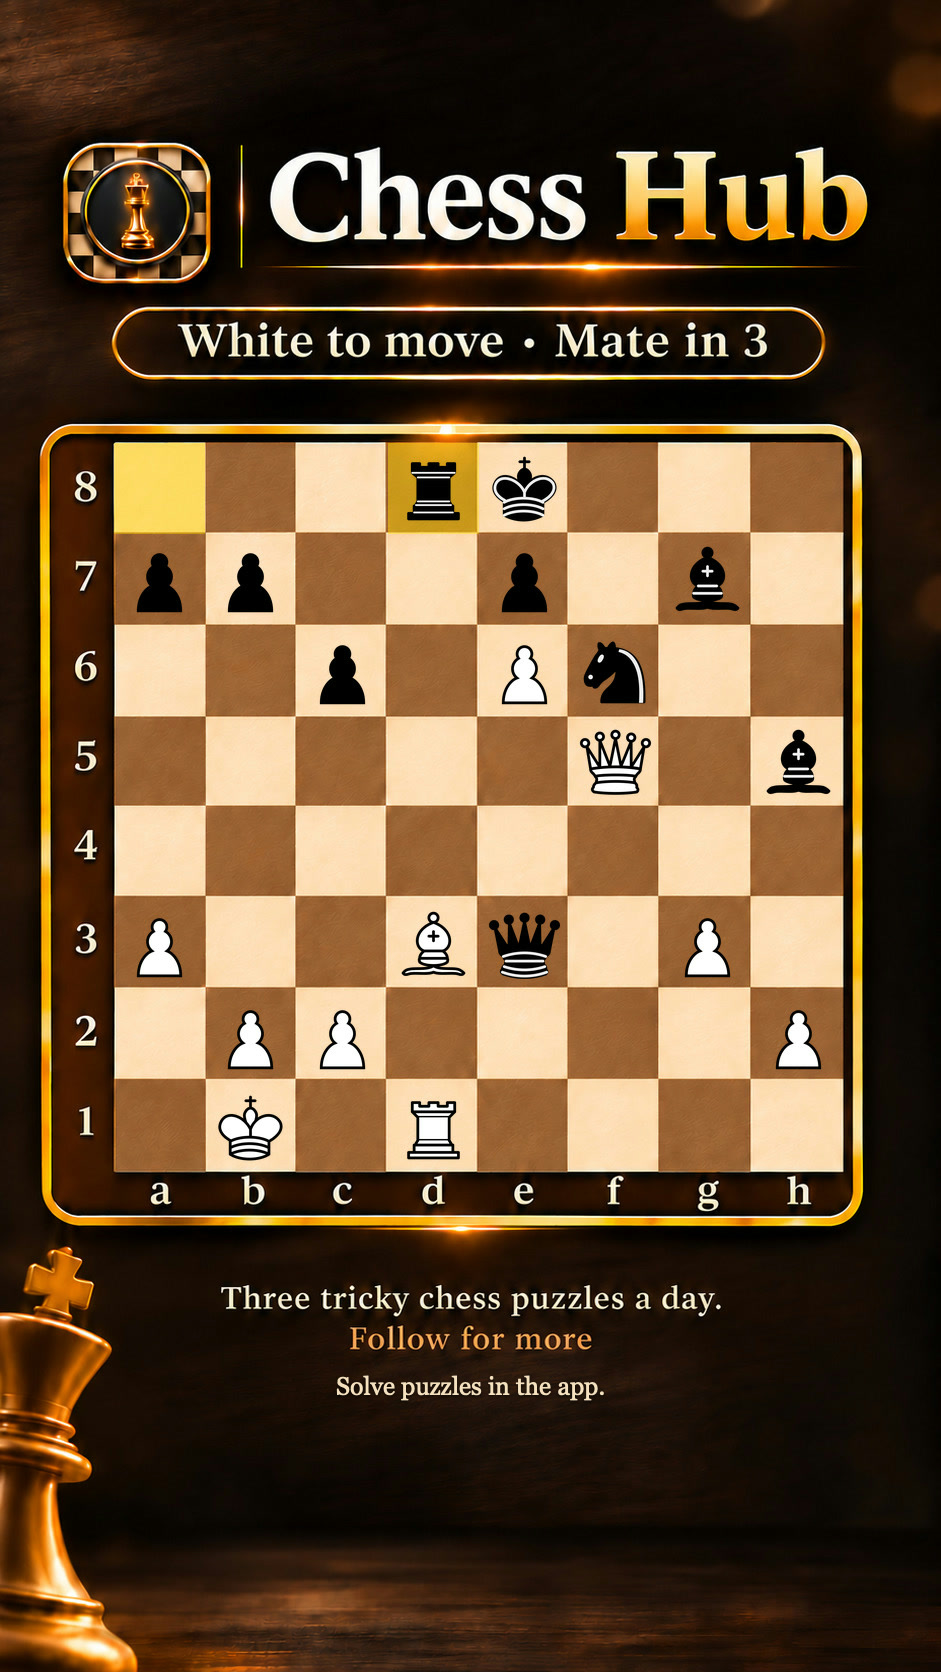 Chess Hub
White to move • Mate in 3
8
7
6
5
4
3
2
1
a b c d e f g h
Three tricky chess puzzles a day.
Follow for more
Solve puzzles in the app.